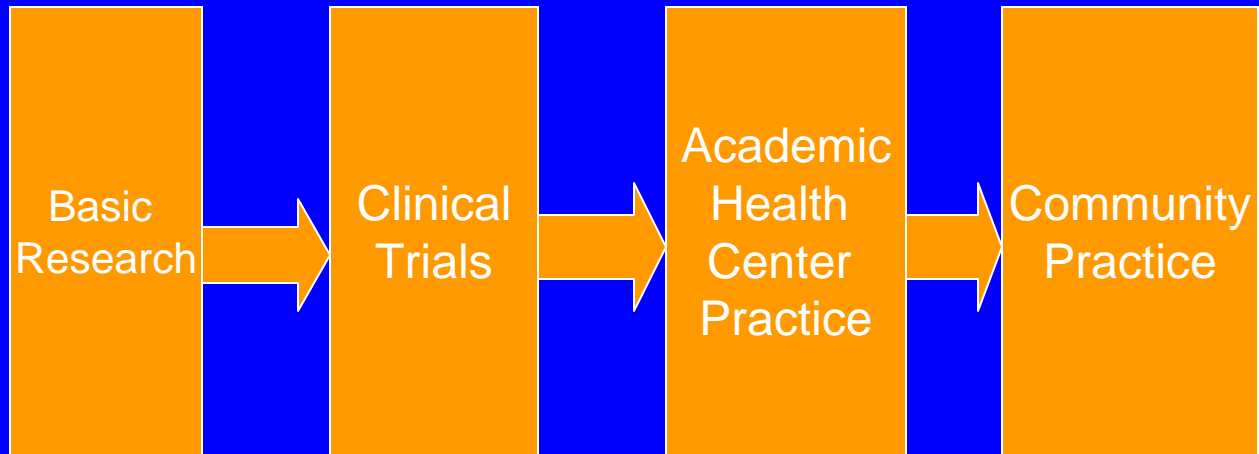 Basic
Research
Clinical
Trials
Academic
Health
Center
Practice
Community
Practice